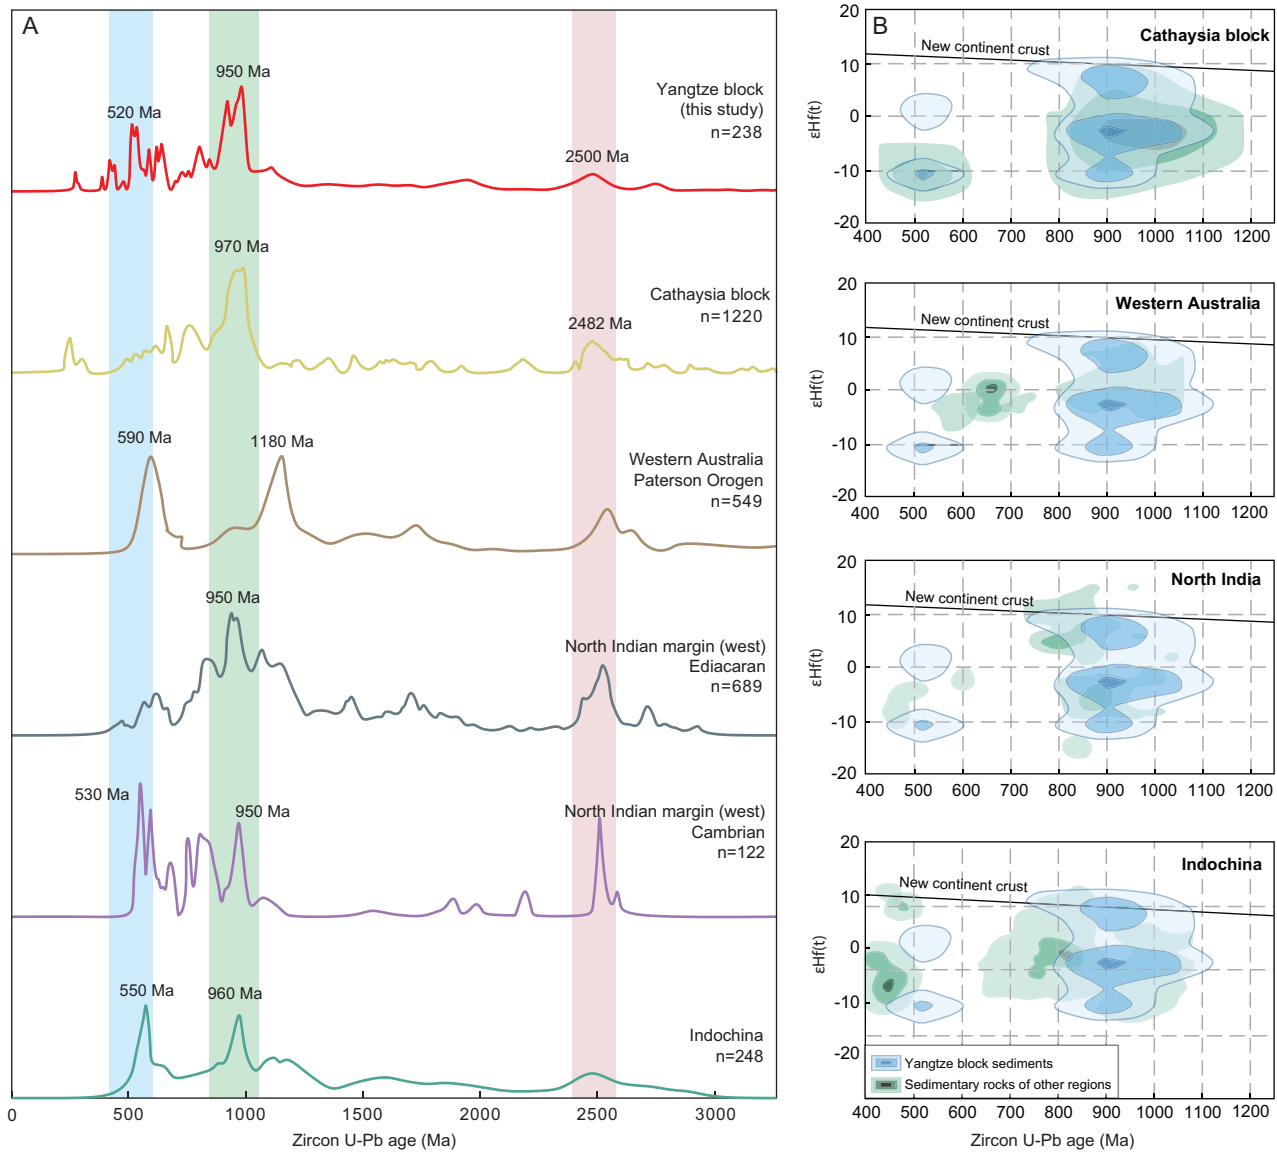 A
950 Ma
520 Ma
Yangtze block
(this study)
n=238
2500 Ma
970 Ma
Cathaysia block
n=1220
2482 Ma
590 Ma
1180 Ma
Western Australia
Paterson Orogen
n=549
950 Ma
North Indian margin (west)
Ediacaran
n=689
530 Ma
950 Ma
North Indian margin (west)
Cambrian
n=122
550 Ma
960 Ma
Indochina
n=248
0 500 1000 1500 2000 2500 3000
Zircon U-Pb age (Ma)
B
Cathaysia block
New continent crust
εHf(t)
20
10
0
-10
-20
400 500 600 700 800 900 1000 1100 1200
Western Australia
New continent crust
εHf(t)
20
10
0
-10
-20
400 500 600 700 800 900 1000 1100 1200
North India
New continent crust
εHf(t)
20
10
0
-10
-20
400 500 600 700 800 900 1000 1100 1200
Indochina
New continent crust
εHf(t)
20
10
0
-10
-20
Yangtze block sediments
Sedimentary rocks of other regions
400 500 600 700 800 900 1000 1100 1200
Zircon U-Pb age (Ma)